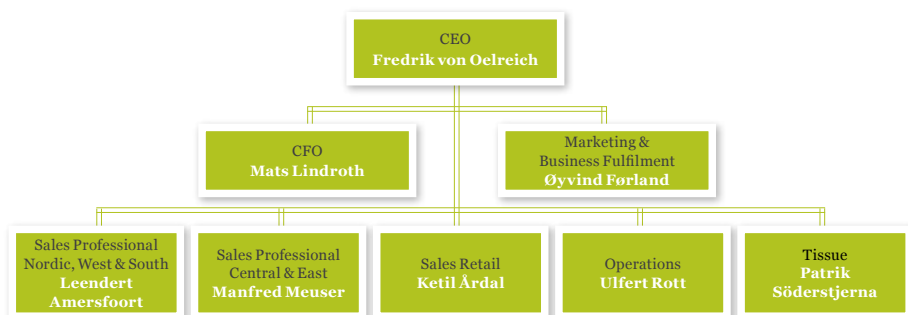 CEO
Fredrik von Oelreich
CFO
Mats Lindroth
Marketing &
Business Fulfilment
Øyvind Førland
Sales Professional
Nordic, West & South
Leendert
Amersfoort
Sales Professional
Central & East
Manfred Meuser
Sales Retail
Ketil Årdal
Operations
Ulfert Rott
Tissue
Patrik
Söderstjerna